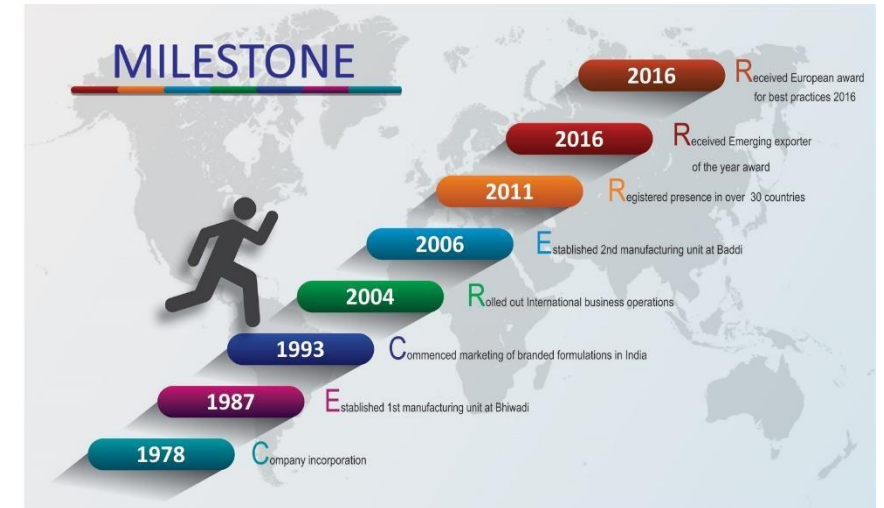 MILESTONE
2016 Received European award
for best practices 2016
2016 Received Emerging exporter
of the year award
2011 Registered presence in over 30 countries
2006 Established 2nd manufacturing unit at Baddi
2004 Rolled out International business operations
1993 Commenced marketing of branded formulations in India
1987 Established 1st manufacturing unit at Bhiwadi
1978 Company incorporation